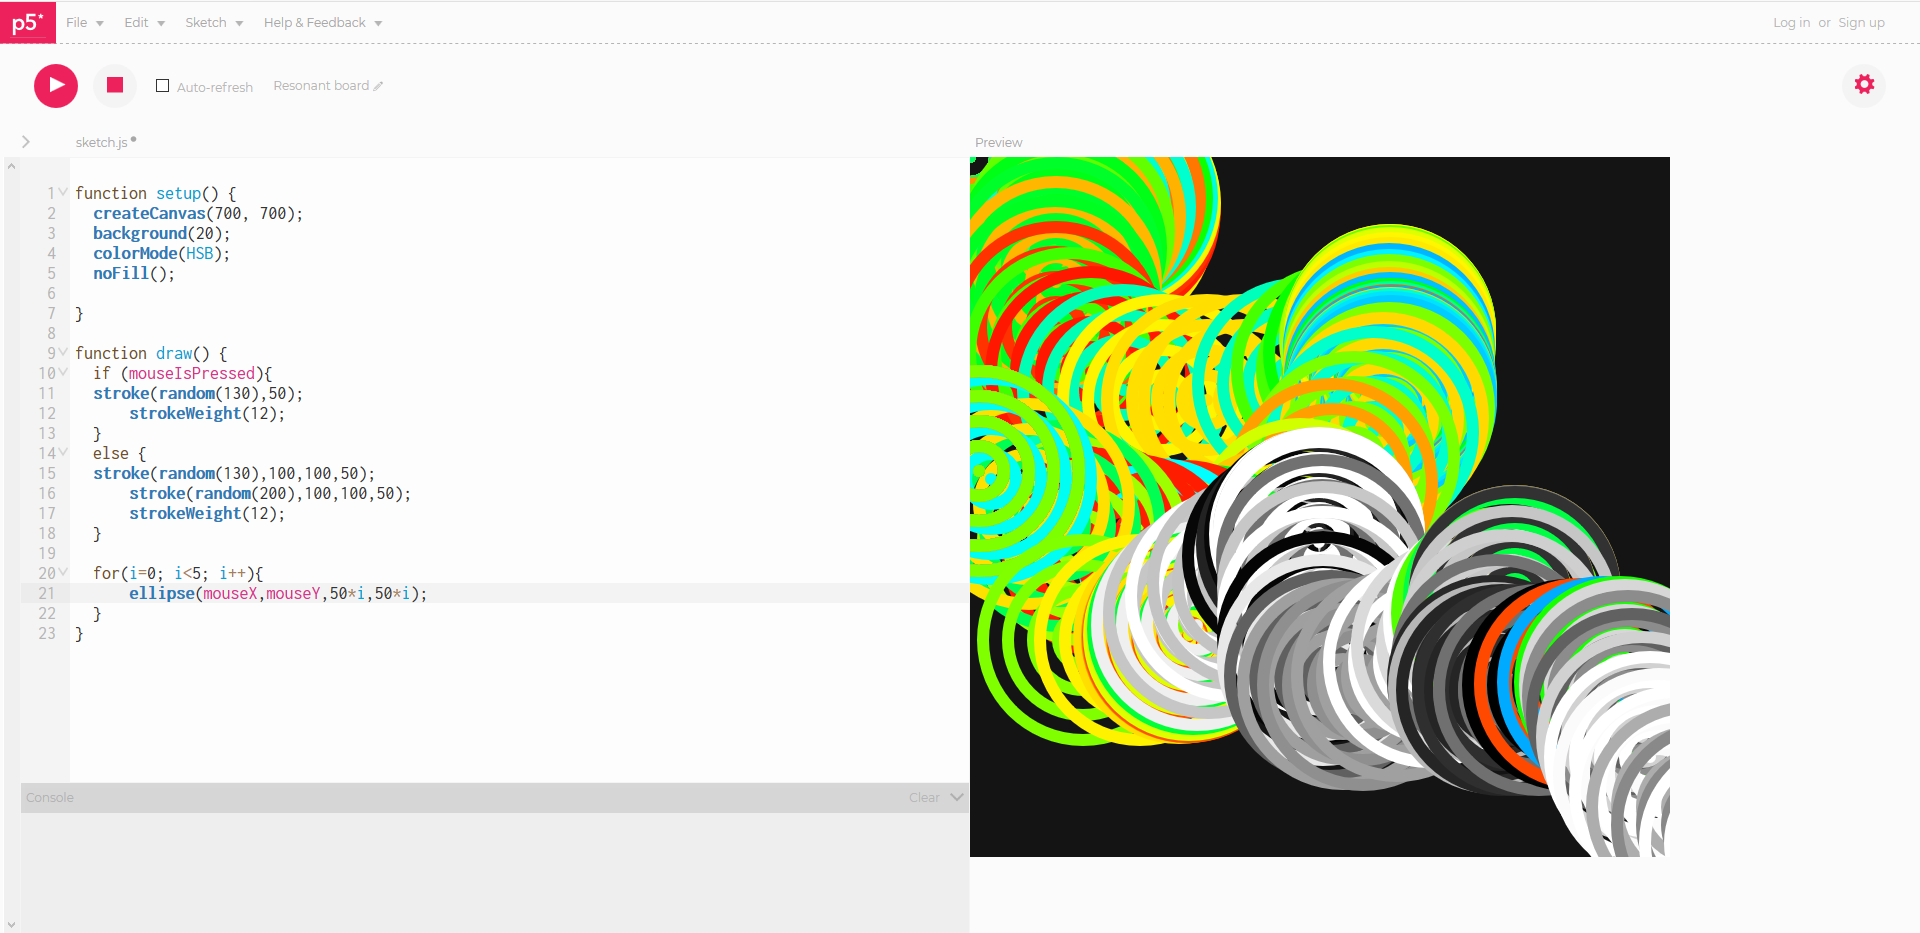 p5* File Edit Sketch Help & Feedback Log in or Sign up
Auto-refresh Resonant board
sketch.js
Preview
1 function setup() {
2 createCanvas(700, 700);
3 background(20);
4 colorMode(HSB);
5 noFill();
6
7 }
8
9 function draw() {
10 if (mouseIsPressed){
11 stroke(random(130),50);
12 strokeWeight(12);
13 }
14 else {
15 stroke(random(130),100,100,50);
16 stroke(random(200),100,100,50);
17 strokeWeight(12);
18 }
19
20 for(i=0; i<5; i++){
21 ellipse(mouseX,mouseY,50*i,50*i);
22 }
23 }
Console Clear